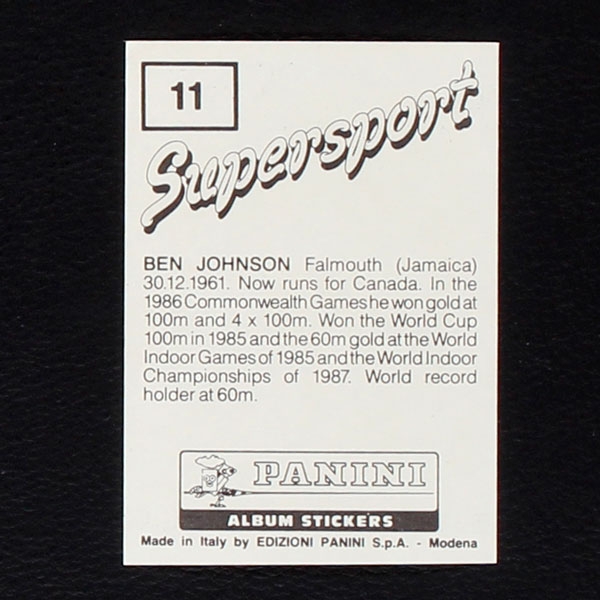 11
Supersport
BEN JOHNSON Falmouth (Jamaica)
30.12.1961. Now runs for Canada. In the
1986 Commonwealth Games he won gold at
100m and 4 x 100m. Won the World Cup
100m in 1985 and the 60m gold at the World
Indoor Games of 1985 and the World Indoor
Championships of 1987. World record
holder at 60m.
PANINI
ALBUM STICKERS
Made in Italy by EDIZIONI PANINI S.p.A. - Modena